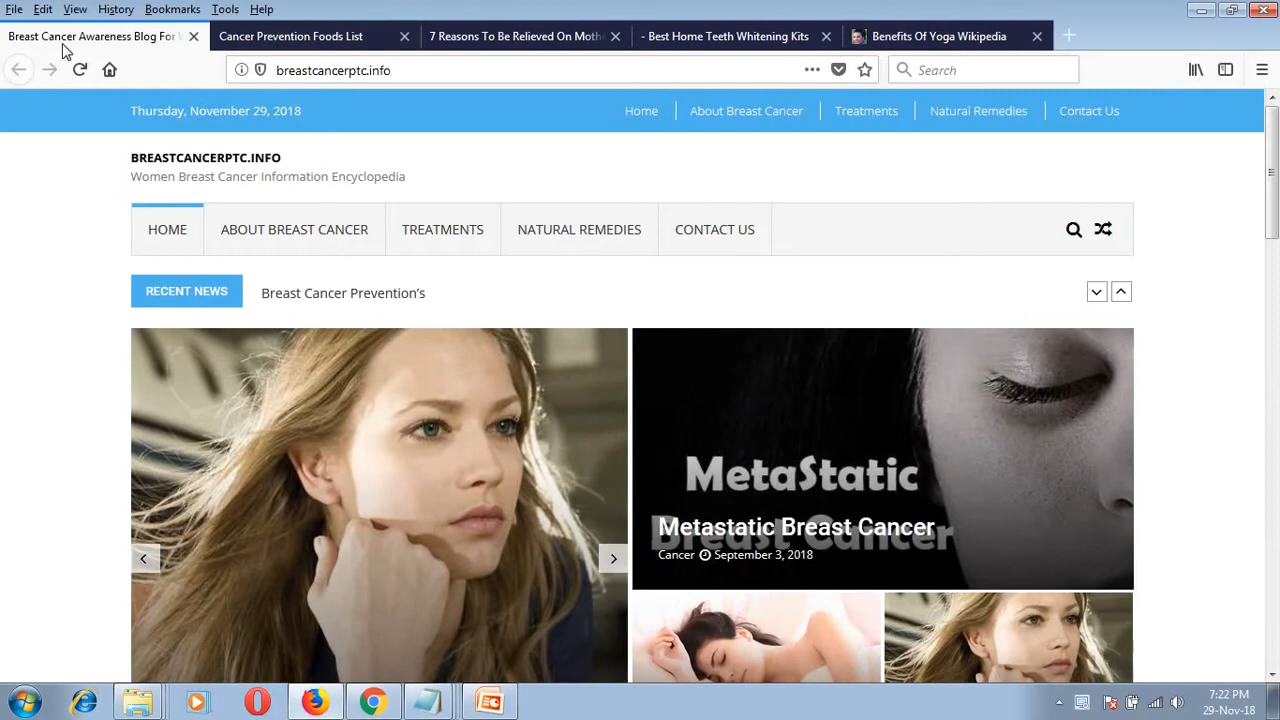 File Edit View History Bookmarks Tools Help
Breast Cancer Awareness Blog For
Cancer Prevention Foods List
7 Reasons To Be Relieved On Moth
- Best Home Teeth Whitening Kits
Benefits Of Yoga Wikipedia
breastcancerptc.info
Search
Thursday, November 29, 2018
Home About Breast Cancer Treatments Natural Remedies Contact Us
BREASTCANCERPTC.INFO
Women Breast Cancer Information Encyclopedia
HOME ABOUT BREAST CANCER TREATMENTS NATURAL REMEDIES CONTACT US
RECENT NEWS Breast Cancer Prevention’s
MetaStatic
Breast Cancer
Metastatic Breast Cancer
Cancer September 3, 2018
7:22 PM
29-Nov-18